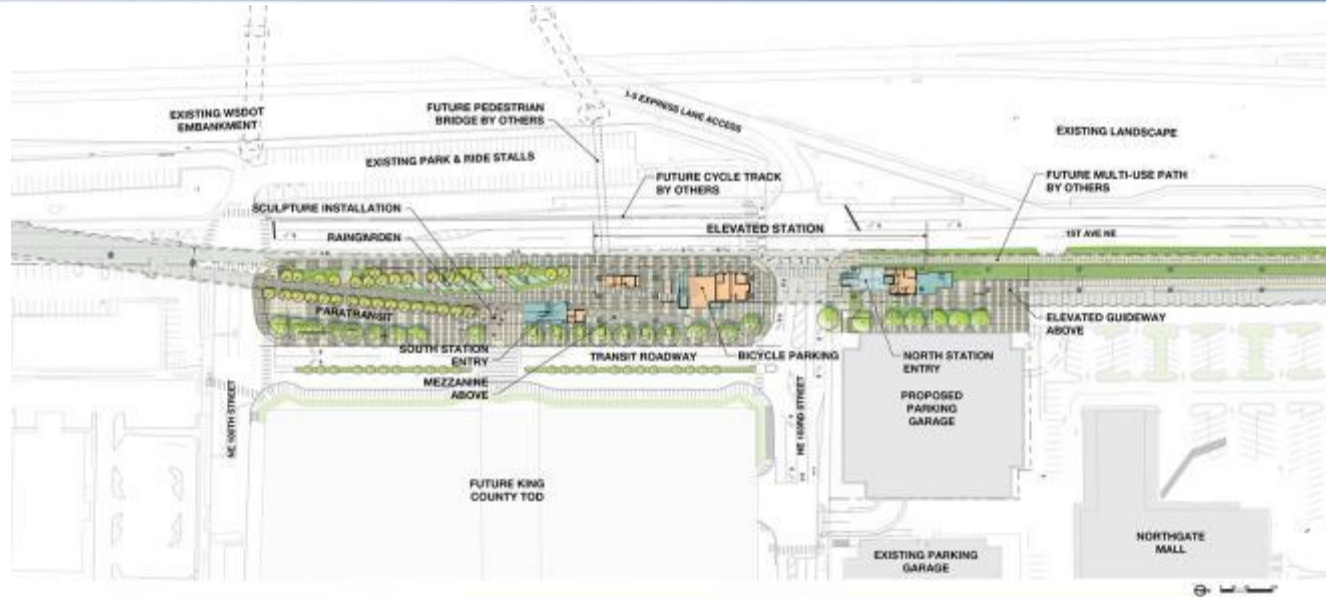 EXISTING WSDOT
EMBANKMENT
FUTURE PEDESTRIAN
BRIDGE BY OTHERS
I-5 EXPRESS LANE ACCESS
EXISTING LANDSCAPE
EXISTING PARK & RIDE STALLS
FUTURE CYCLE TRACK
BY OTHERS
FUTURE MULTI-USE PATH
BY OTHERS
SCULPTURE INSTALLATION
RAINGARDEN
ELEVATED STATION
1ST AVE NE
PARATRANSIT
SOUTH STATION
ENTRY
MEZZANINE
ABOVE
TRANSIT ROADWAY
BICYCLE PARKING
NORTH STATION
ENTRY
ELEVATED GUIDEWAY
ABOVE
NE 100TH STREET
NE 103RD STREET
PROPOSED
PARKING
GARAGE
FUTURE KING
COUNTY TOD
EXISTING PARKING
GARAGE
NORTHGATE
MALL